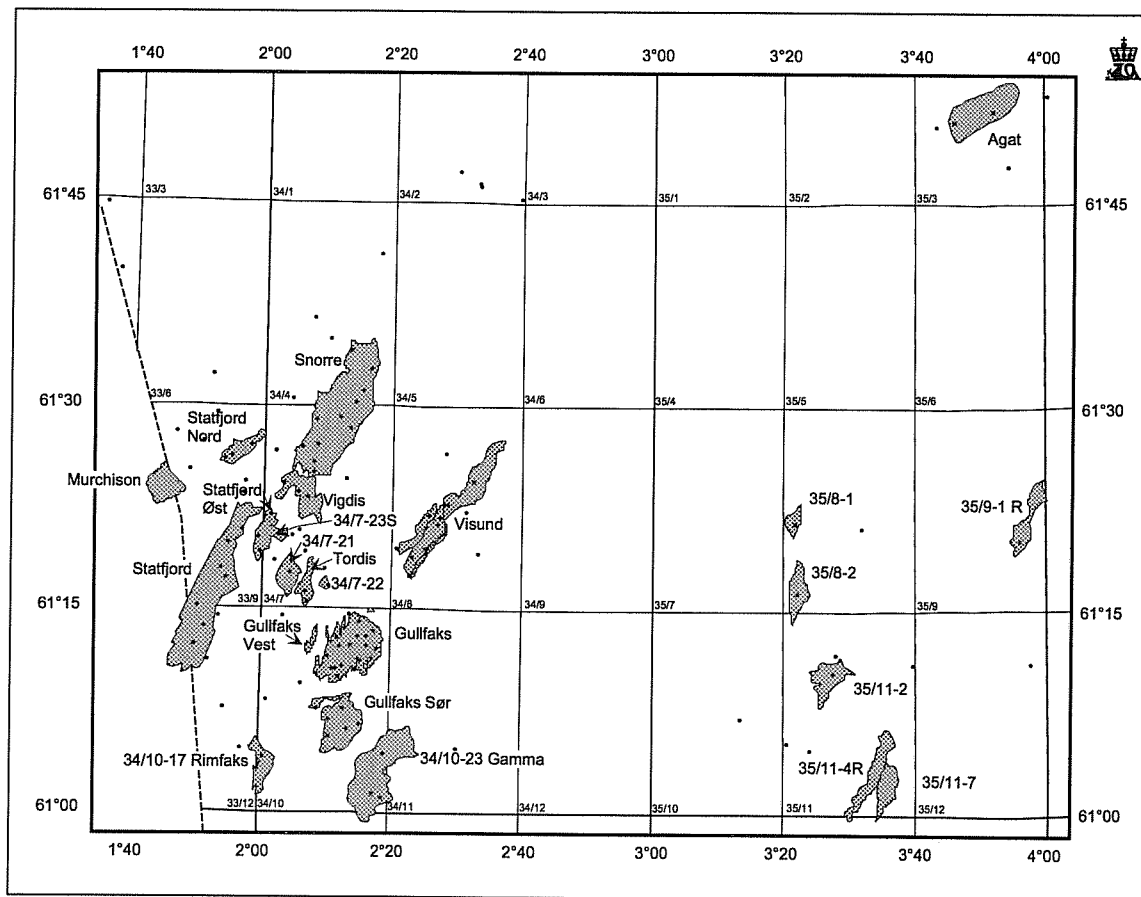 1°40 2°00 2°20 2°40 3°00 3°20 3°40 4°00
Agat
61°45 33/3 34/1 34/2 34/3 35/1 35/2 35/3 61°45
Snorre
61°30 33/6 34/4 34/5 34/6 35/4 35/5 35/6 61°30
Statfjord
Nord
Murchison
Statfjord
Øst
Vigdis
34/7-23S
Visund
35/8-1
35/9-1 R
34/7-21
Tordis
Statfjord
34/7-22
35/8-2
61°15 33/9 34/7 34/8 34/9 35/7 35/9 61°15
Gullfaks
Vest
Gullfaks
35/11-2
Gullfaks Sør
34/10-17 Rimfaks
34/10-23 Gamma
35/11-4R
35/11-7
61°00 33/12 34/10 34/11 34/12 35/10 35/11 35/12 61°00
1°40 2°00 2°20 2°40 3°00 3°20 3°40 4°00